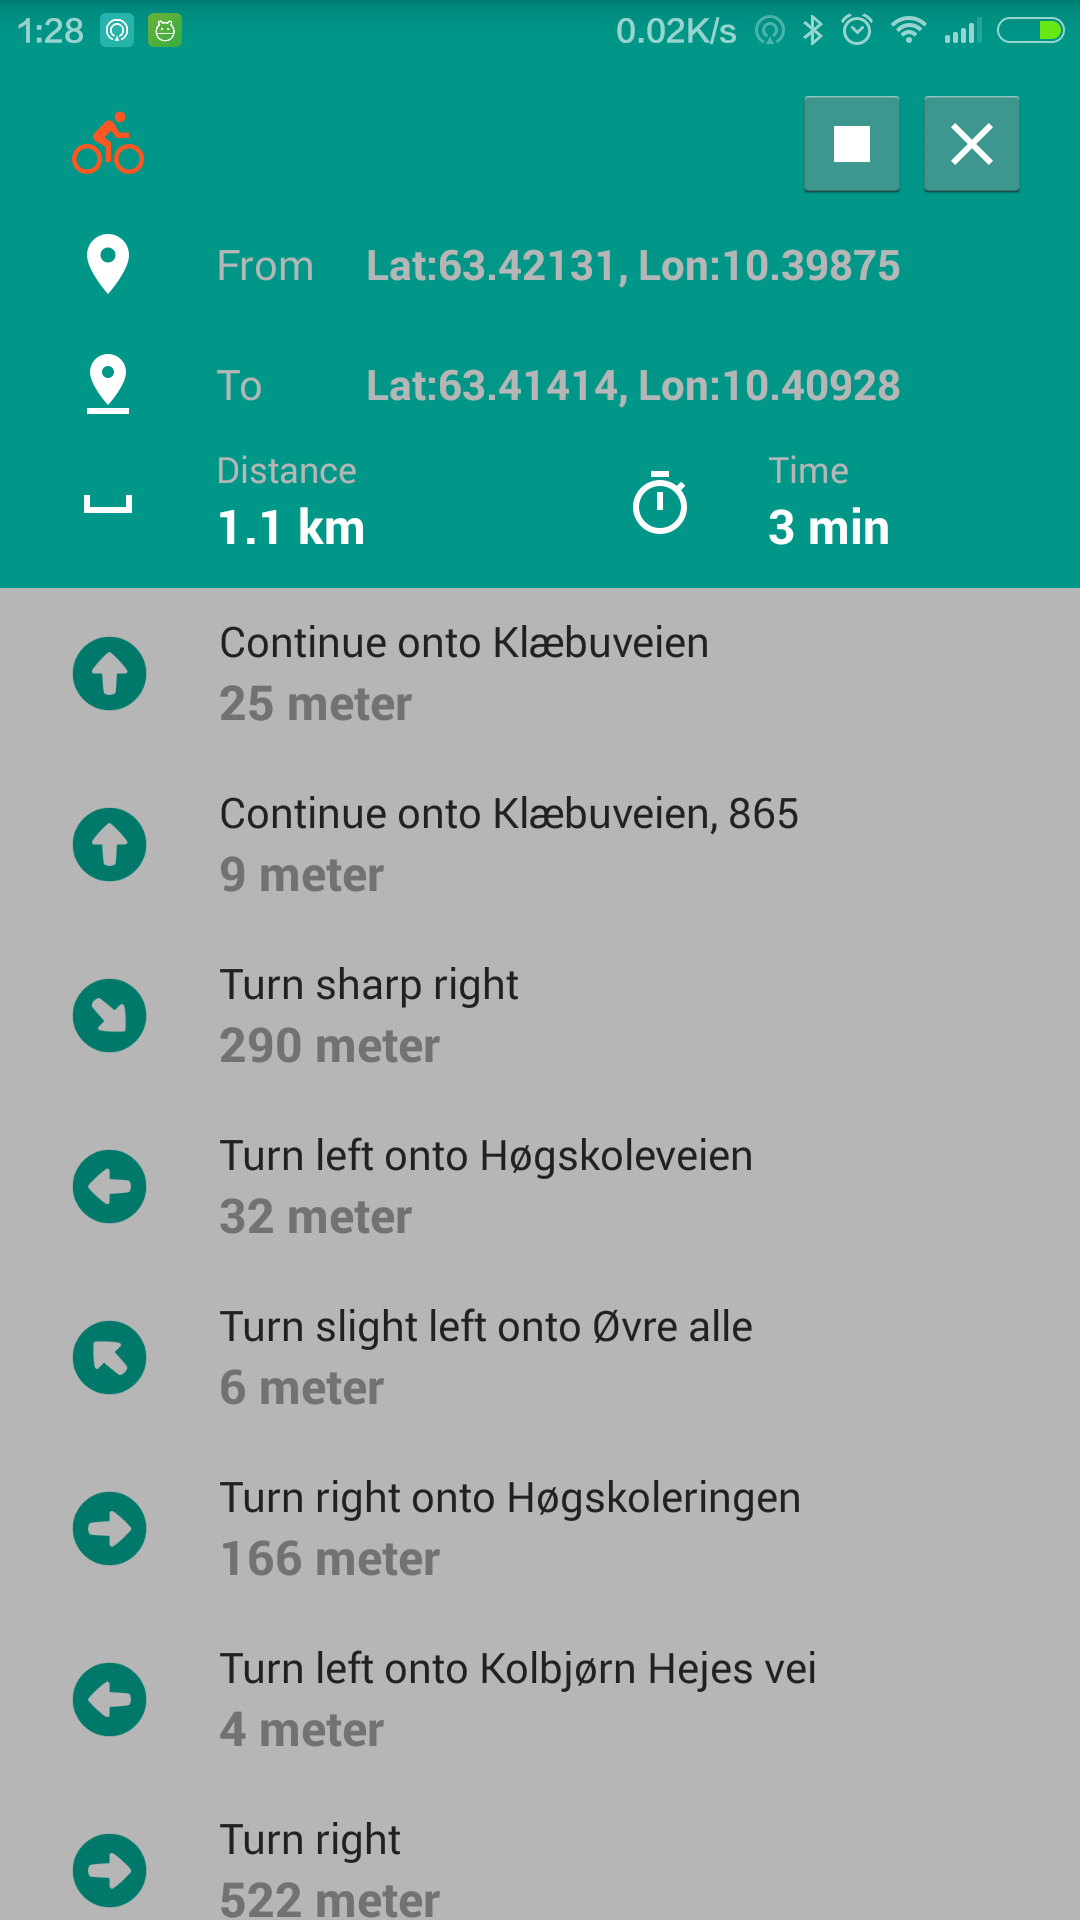 1:28 0.02K/s
From Lat:63.42131, Lon:10.39875
To Lat:63.41414, Lon:10.40928
Distance Time
1.1 km 3 min
Continue onto Klæbuveien
25 meter
Continue onto Klæbuveien, 865
9 meter
Turn sharp right
290 meter
Turn left onto Høgskoleveien
32 meter
Turn slight left onto Øvre alle
6 meter
Turn right onto Høgskoleringen
166 meter
Turn left onto Kolbjørn Hejes vei
4 meter
Turn right
522 meter